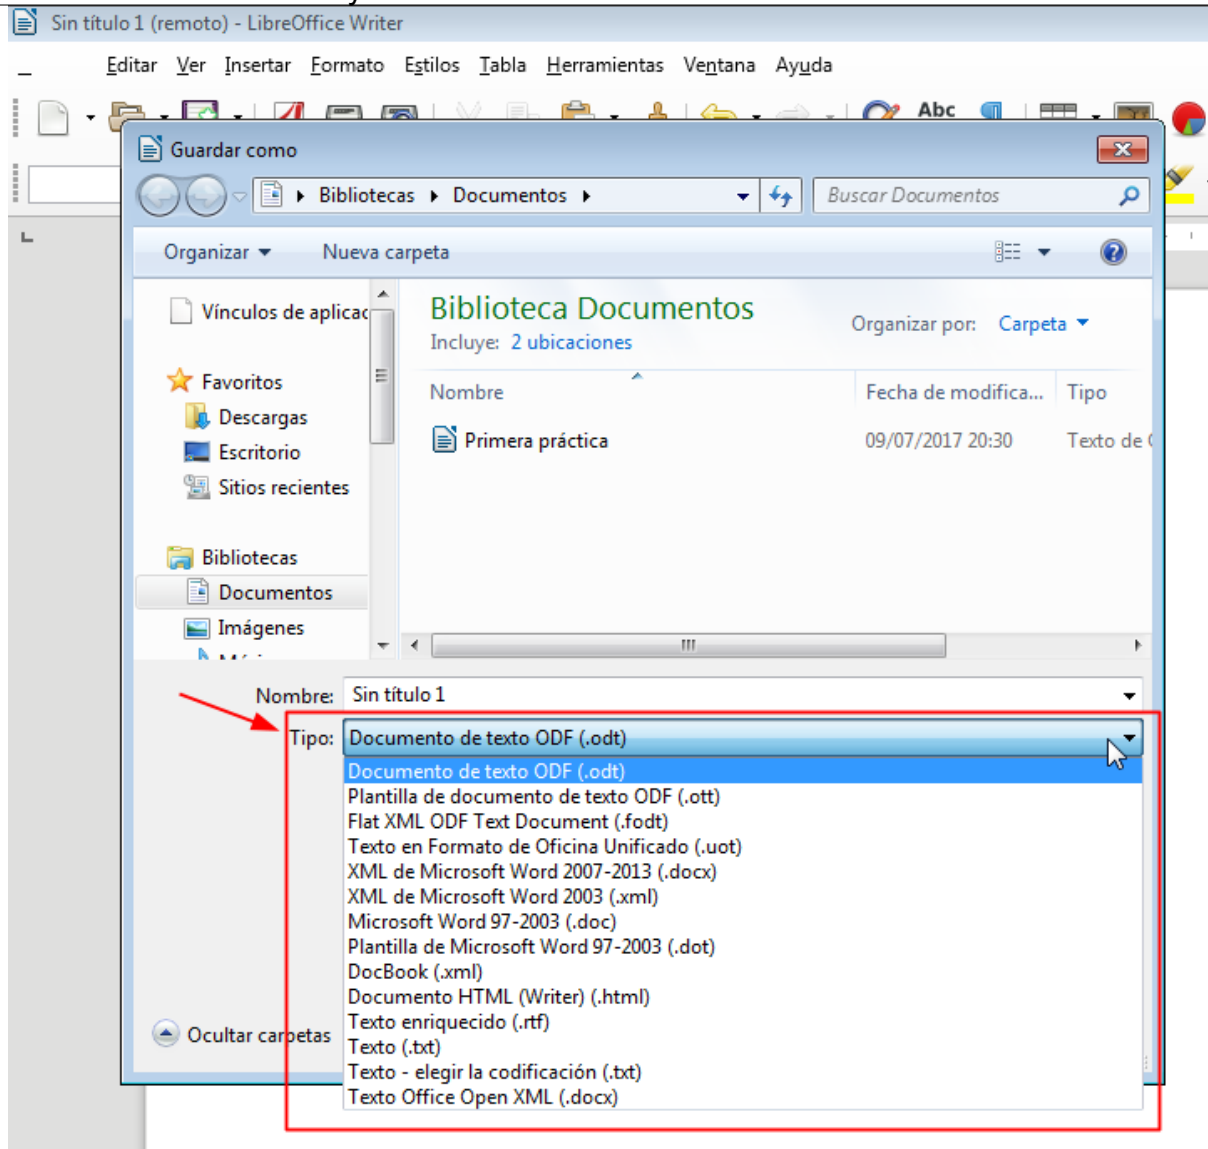 Sin título 1 (remoto) - LibreOffice Writer
Editar Ver Insertar Formato Estilos Tabla Herramientas Ventana Ayuda
Abc
Guardar como
Bibliotecas Documentos
Buscar Documentos
Organizar Nueva carpeta
Vínculos de aplicac
Favoritos
Descargas
Escritorio
Sitios recientes
Bibliotecas
Documentos
Imágenes
Biblioteca Documentos
Incluye: 2 ubicaciones
Organizar por: Carpeta
Nombre Fecha de modifica... Tipo
Primera práctica 09/07/2017 20:30 Texto de
Nombre: Sin título 1
Tipo: Documento de texto ODF (.odt)
Documento de texto ODF (.odt)
Plantilla de documento de texto ODF (.ott)
Flat XML ODF Text Document (.fodt)
Texto en Formato de Oficina Unificado (.uot)
XML de Microsoft Word 2007-2013 (.docx)
XML de Microsoft Word 2003 (.xml)
Microsoft Word 97-2003 (.doc)
Plantilla de Microsoft Word 97-2003 (.dot)
DocBook (.xml)
Documento HTML (Writer) (.html)
Texto enriquecido (.rtf)
Texto (.txt)
Texto - elegir la codificación (.txt)
Texto Office Open XML (.docx)
Ocultar carpetas